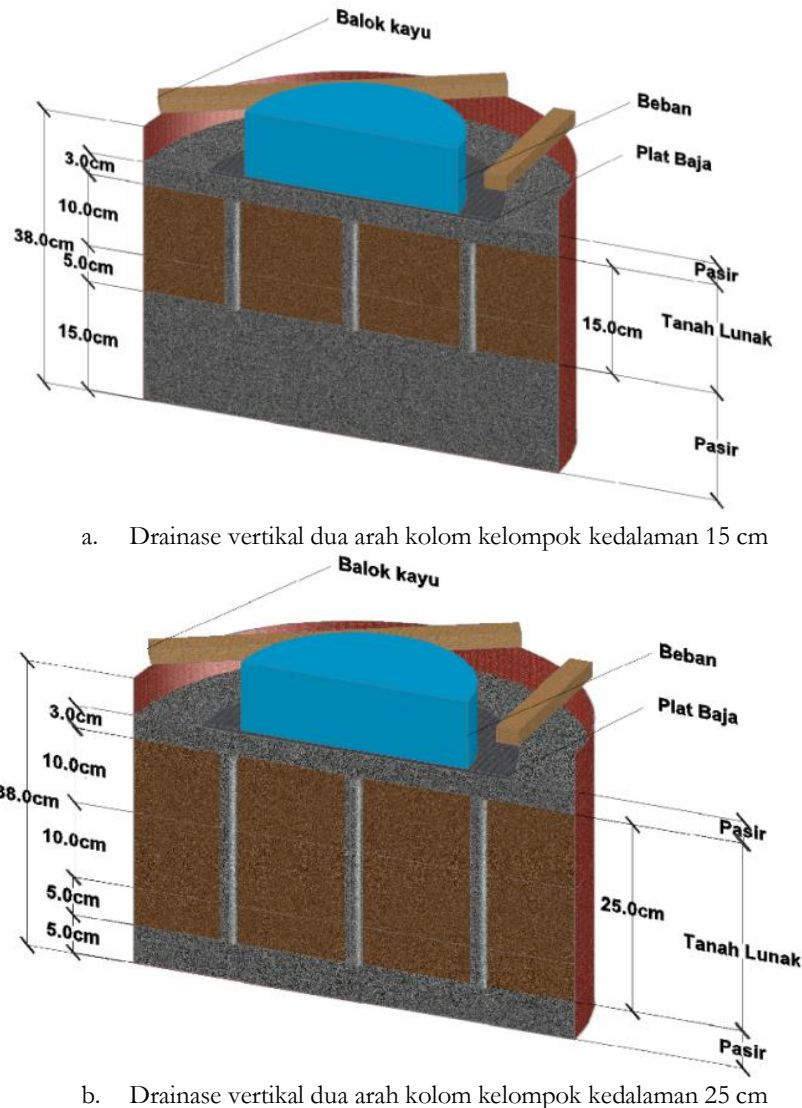 Balok kayu
Beban
Plat Baja
3.0cm
10.0cm
38.0cm
5.0cm
15.0cm
15.0cm
Pasir
Tanah Lunak
Pasir
a. Drainase vertikal dua arah kolom kelompok kedalaman 15 cm
Balok kayu
Beban
Plat Baja
3.0cm
10.0cm
38.0cm
10.0cm
5.0cm
5.0cm
25.0cm
Pasir
Tanah Lunak
Pasir
b. Drainase vertikal dua arah kolom kelompok kedalaman 25 cm